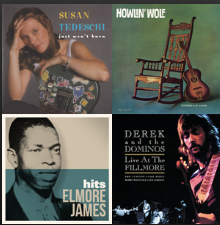 SUSAN
TEDESCHI
just won't burn
HOWLIN' WOLF
hits
ELMORE
JAMES
DEREK
and the
DOMINOS
Live At The
FILLMORE